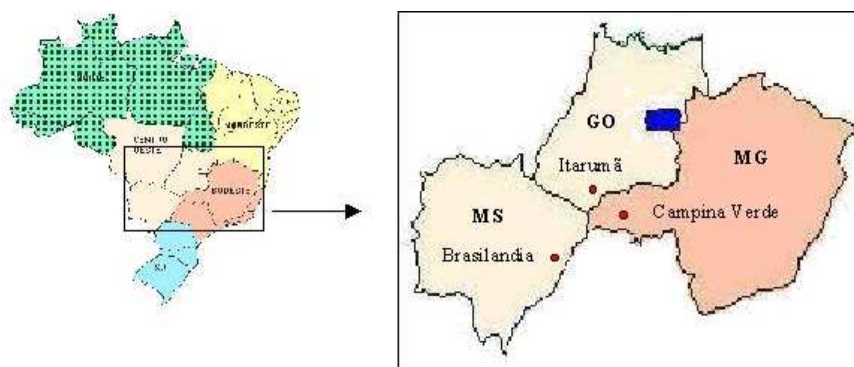 NORTE
NORDESTE
CENTRO
OESTE
SUDESTE
SUL
GO
MG
Itarumã
MS
Campina Verde
Brasilandia